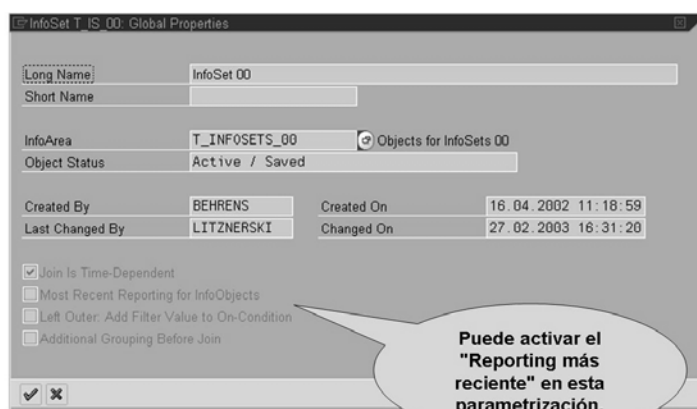 InfoSet T_IS_00: Global Properties
Long Name InfoSet 00
Short Name
InfoArea T_INFOSETS_00 Objects for InfoSets 00
Object Status Active / Saved
Created By BEHRENS Created On 16.04.2002 11:18:59
Last Changed By LITZNERSKI Changed On 27.02.2003 16:31:20
Join Is Time-Dependent
Most Recent Reporting for InfoObjects
Left Outer: Add Filter Value to On-Condition
Additional Grouping Before Join
Puede activar el
"Reporting más
reciente" en esta
parametrización.